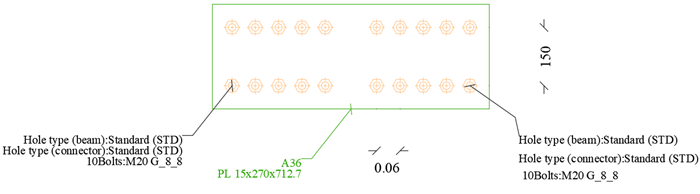 150
Hole type (beam):Standard (STD)
Hole type (connector):Standard (STD)
10Bolts:M20 G_8_8
A36
PL 15x270x712.7
0.06
Hole type (beam):Standard (STD)
Hole type (connector):Standard (STD)
10Bolts:M20 G_8_8